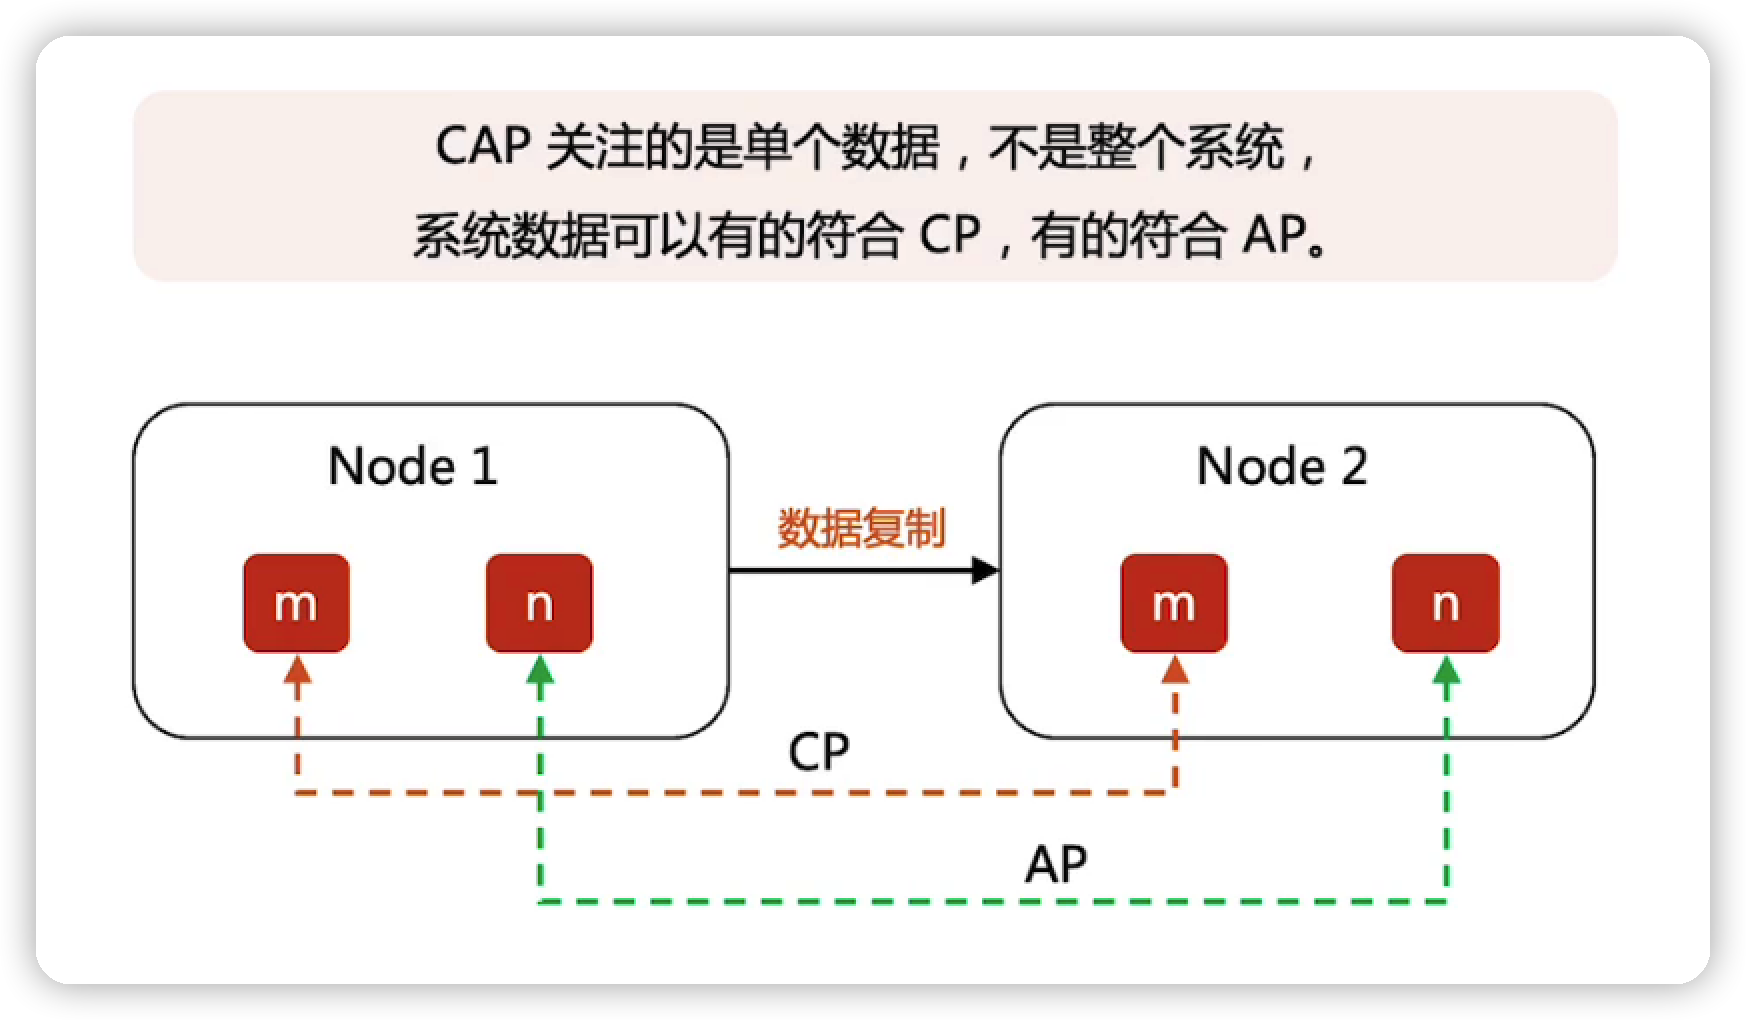 CAP 关注的是单个数据，不是整个系统，
系统数据可以有的符合 CP，有的符合 AP。
Node 1
Node 2
数据复制
m
n
m
n
CP
AP